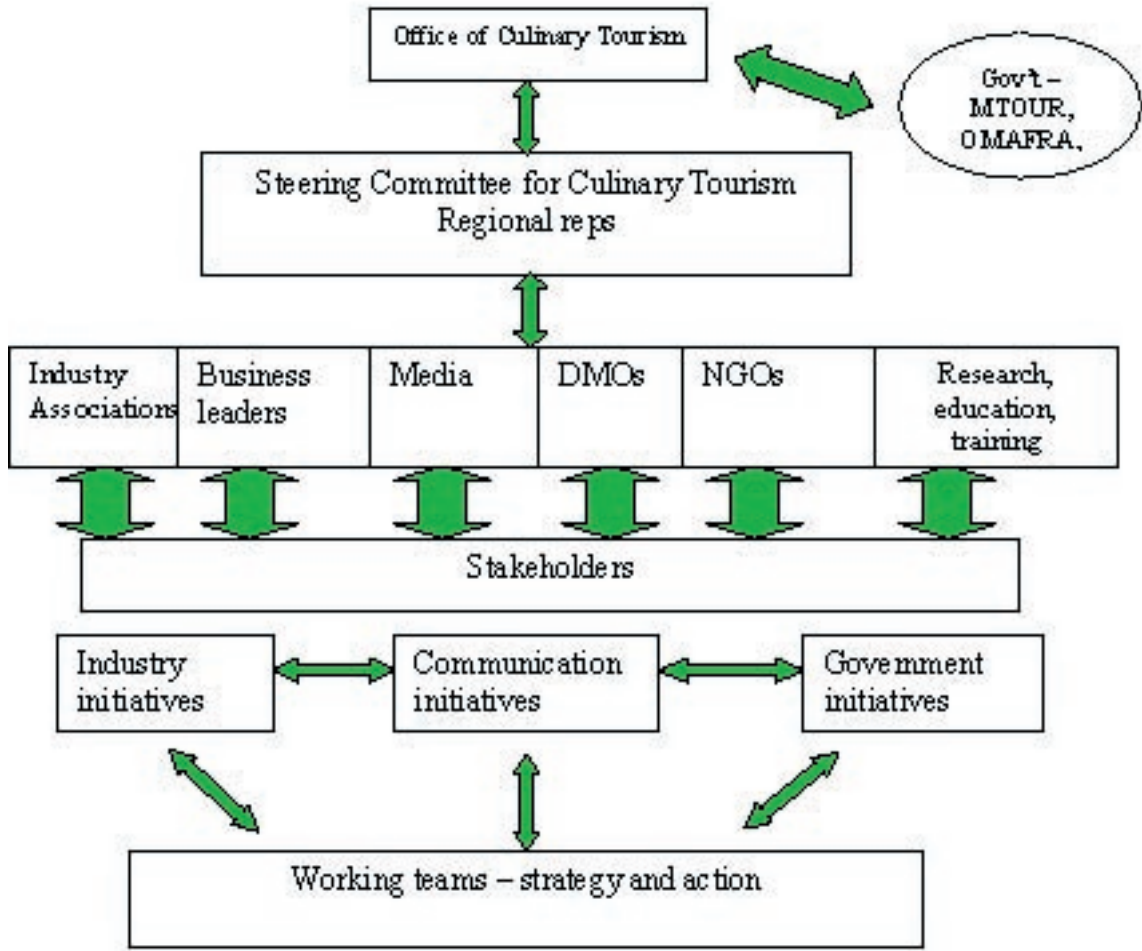 Office of Culinary Tourism
Gov't –
MTOUR,
OMAFRA.
Steering Committee for Culinary Tourism
Regional reps
Industry
Associations
Business
leaders
Media
DMOs
NGOs
Research,
education,
training
Stakeholders
Industry
initiatives
Communication
initiatives
Government
initiatives
Working teams – strategy and action